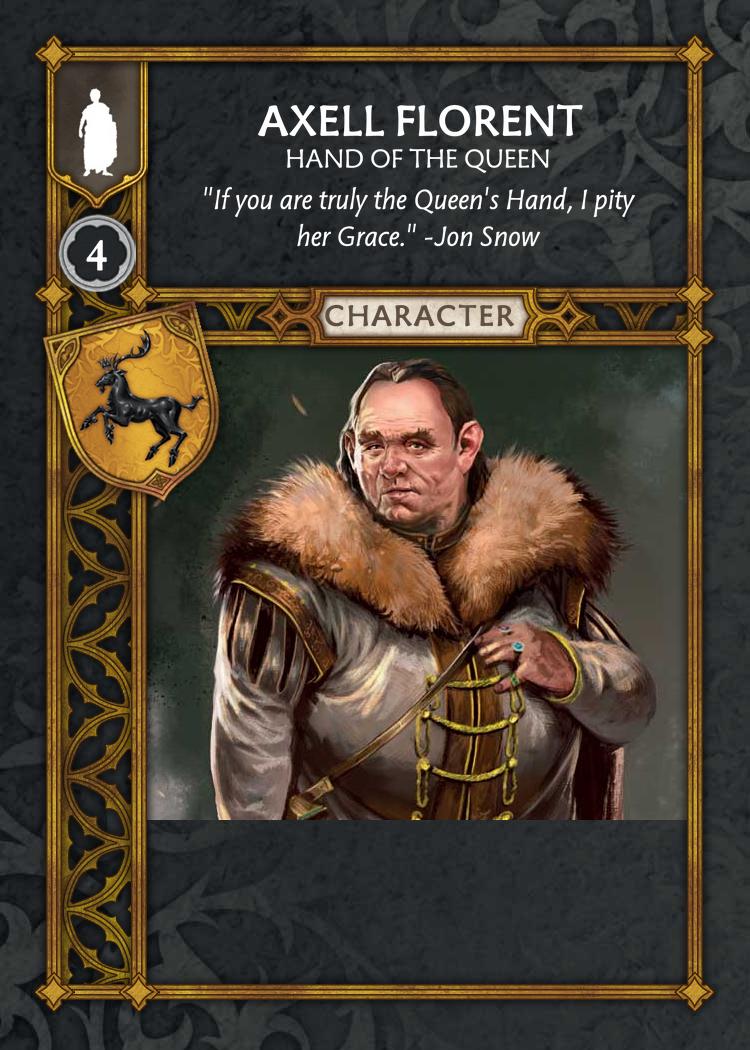 AXELL FLORENT
HAND OF THE QUEEN
"If you are truly the Queen's Hand, I pity
her Grace." -Jon Snow
4
CHARACTER